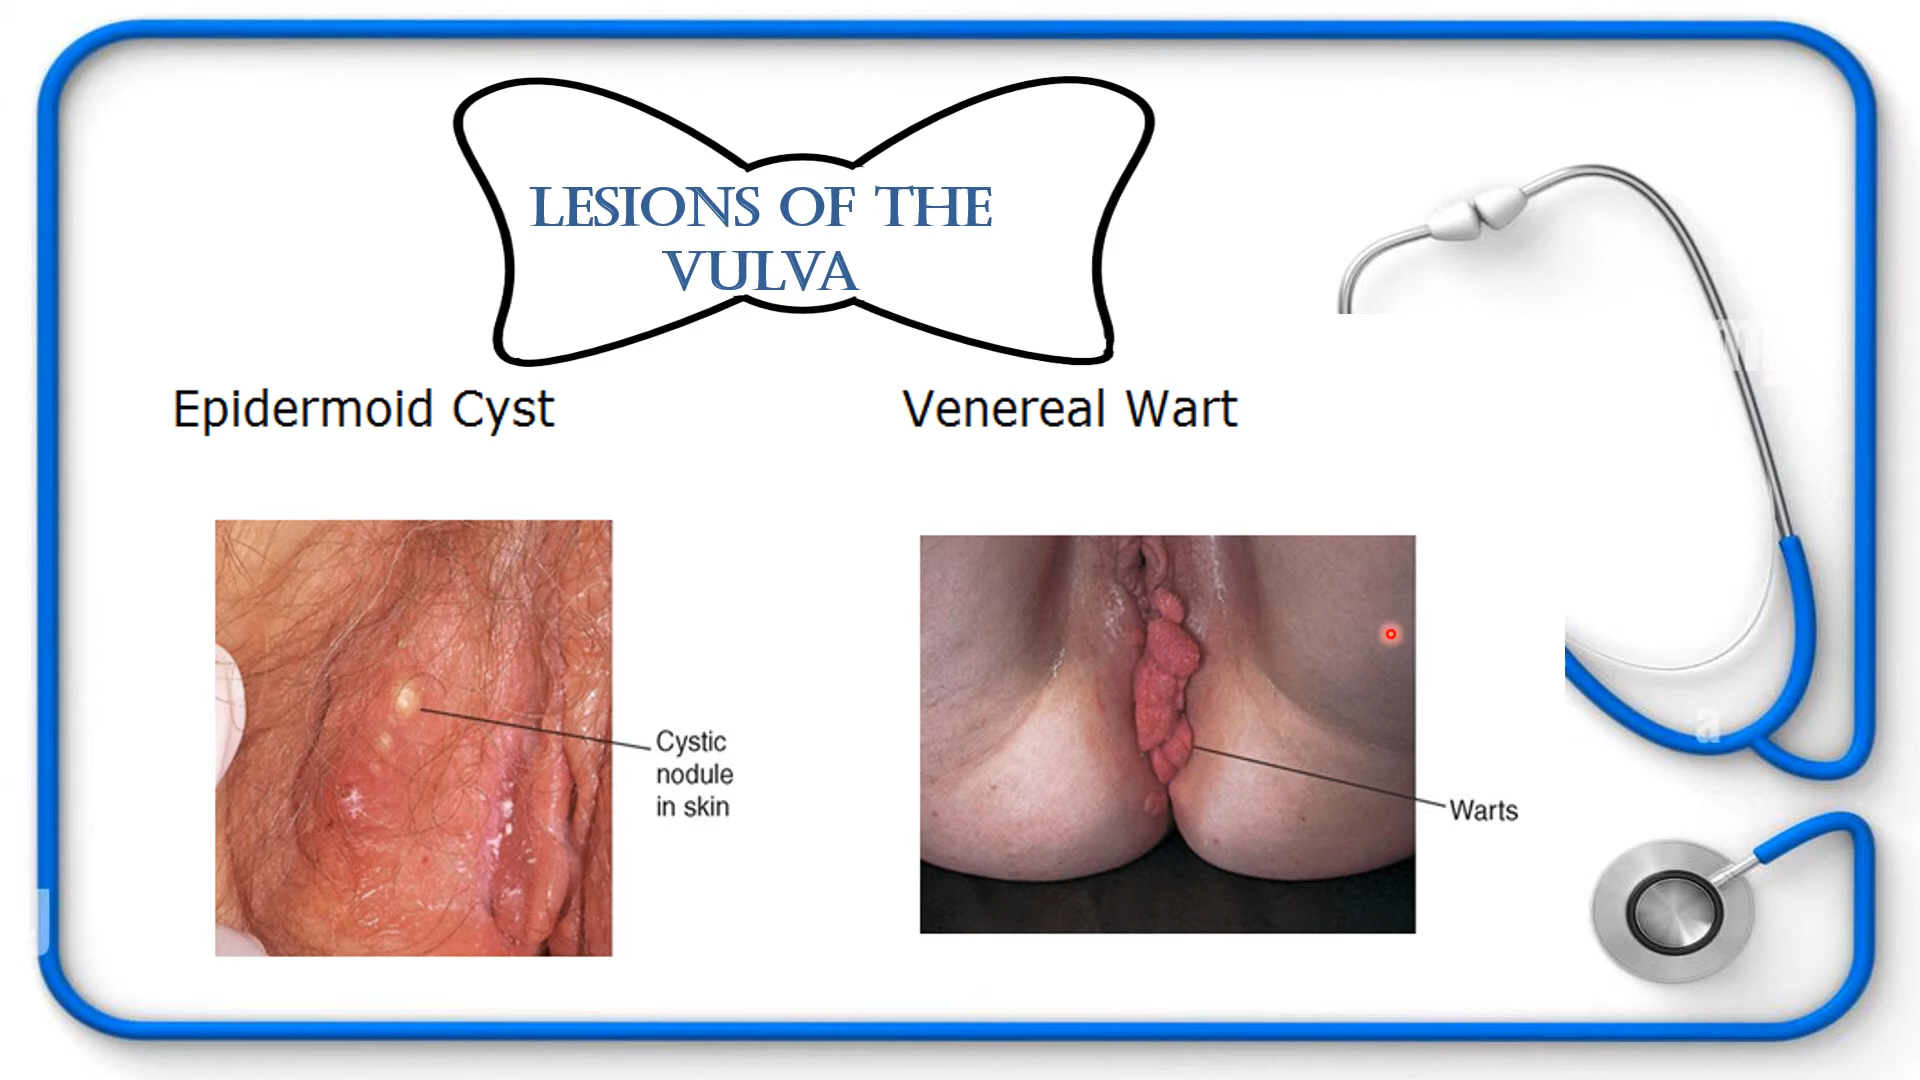 LESIONS OF THE
VULVA
Epidermoid Cyst
Venereal Wart
Cystic
nodule
in skin
Warts
a